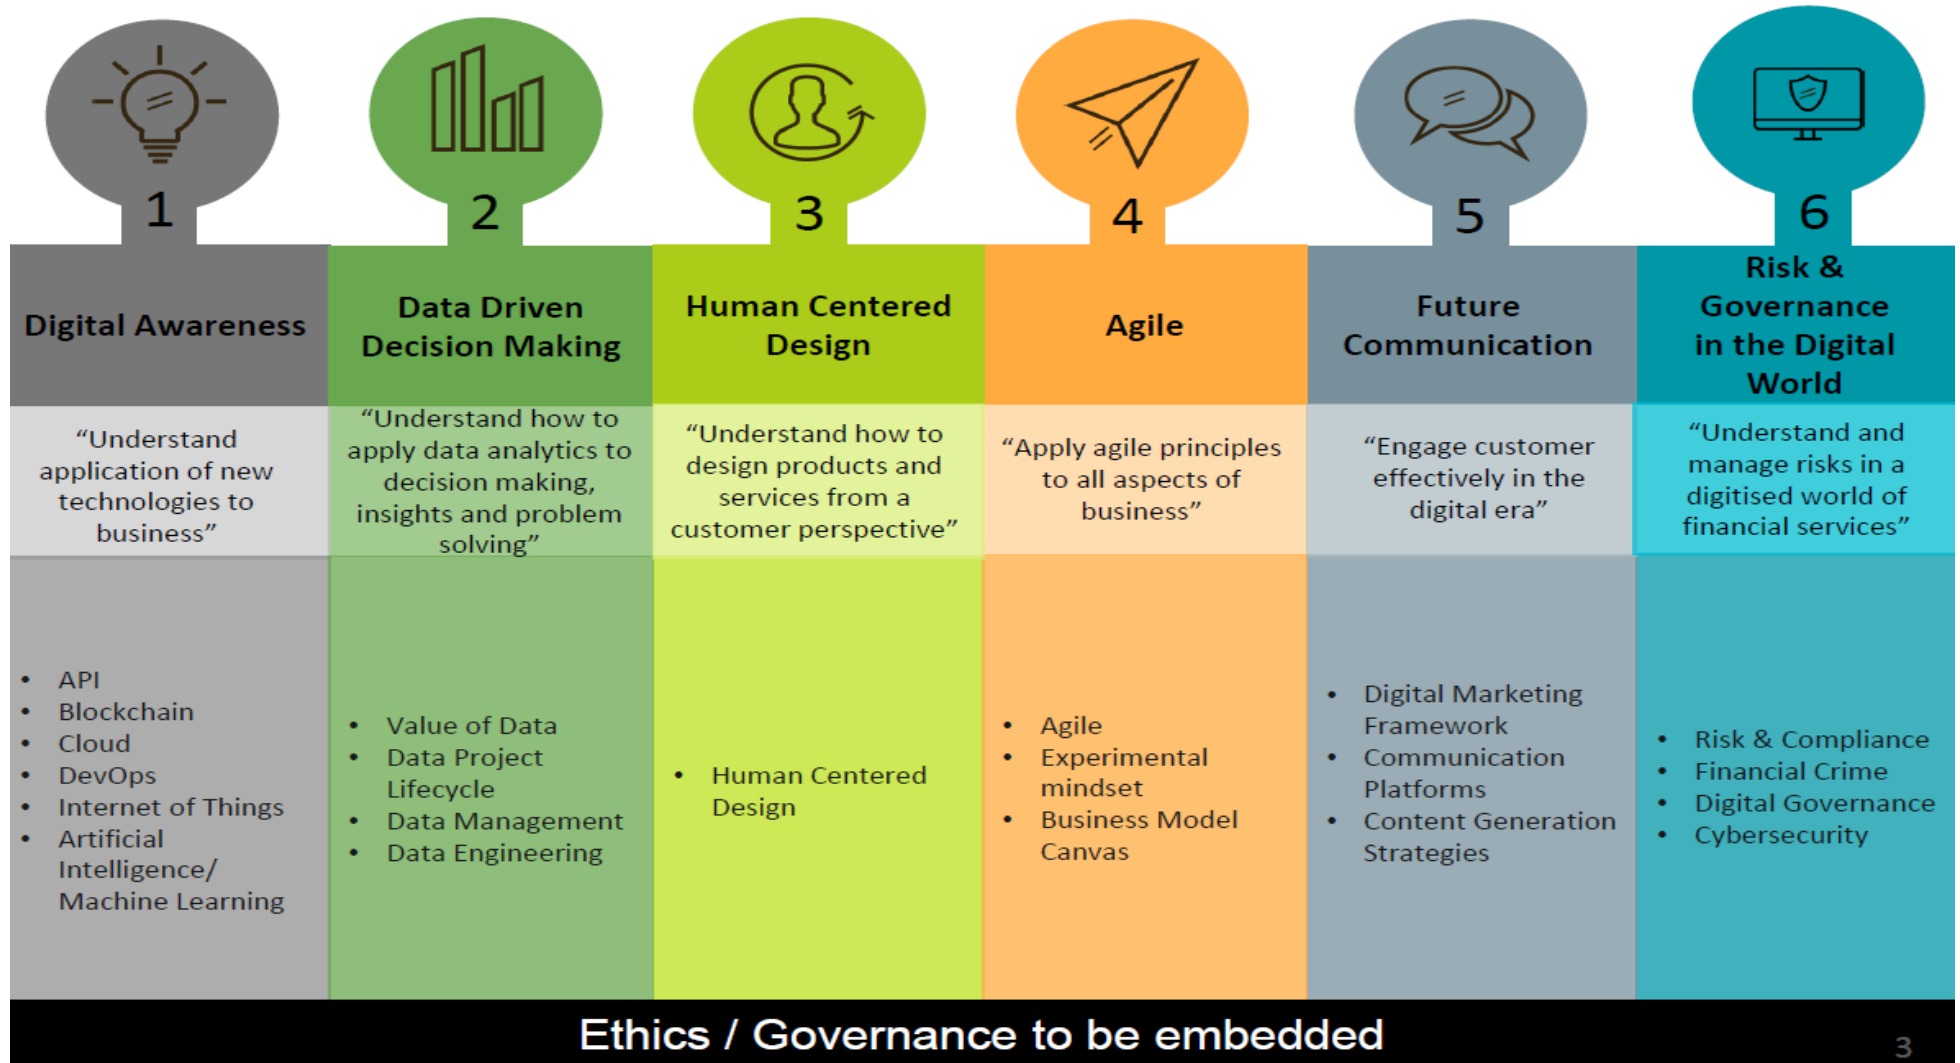 1
2
3
4
5
6
Digital Awareness
Data Driven
Decision Making
Human Centered
Design
Agile
Future
Communication
Risk &
Governance
in the Digital
World
“Understand
application of new
technologies to
business”
“Understand how to
apply data analytics to
decision making,
insights and problem
solving”
“Understand how to
design products and
services from a
customer perspective”
“Apply agile principles
to all aspects of
business”
“Engage customer
effectively in the
digital era”
“Understand and
manage risks in a
digitised world of
financial services”
• API
• Blockchain
• Cloud
• DevOps
• Internet of Things
• Artificial
Intelligence/
Machine Learning
• Value of Data
• Data Project
Lifecycle
• Data Management
• Data Engineering
• Human Centered
Design
• Agile
• Experimental
mindset
• Business Model
Canvas
• Digital Marketing
Framework
• Communication
Platforms
• Content Generation
Strategies
• Risk & Compliance
• Financial Crime
• Digital Governance
• Cybersecurity
Ethics / Governance to be embedded
3